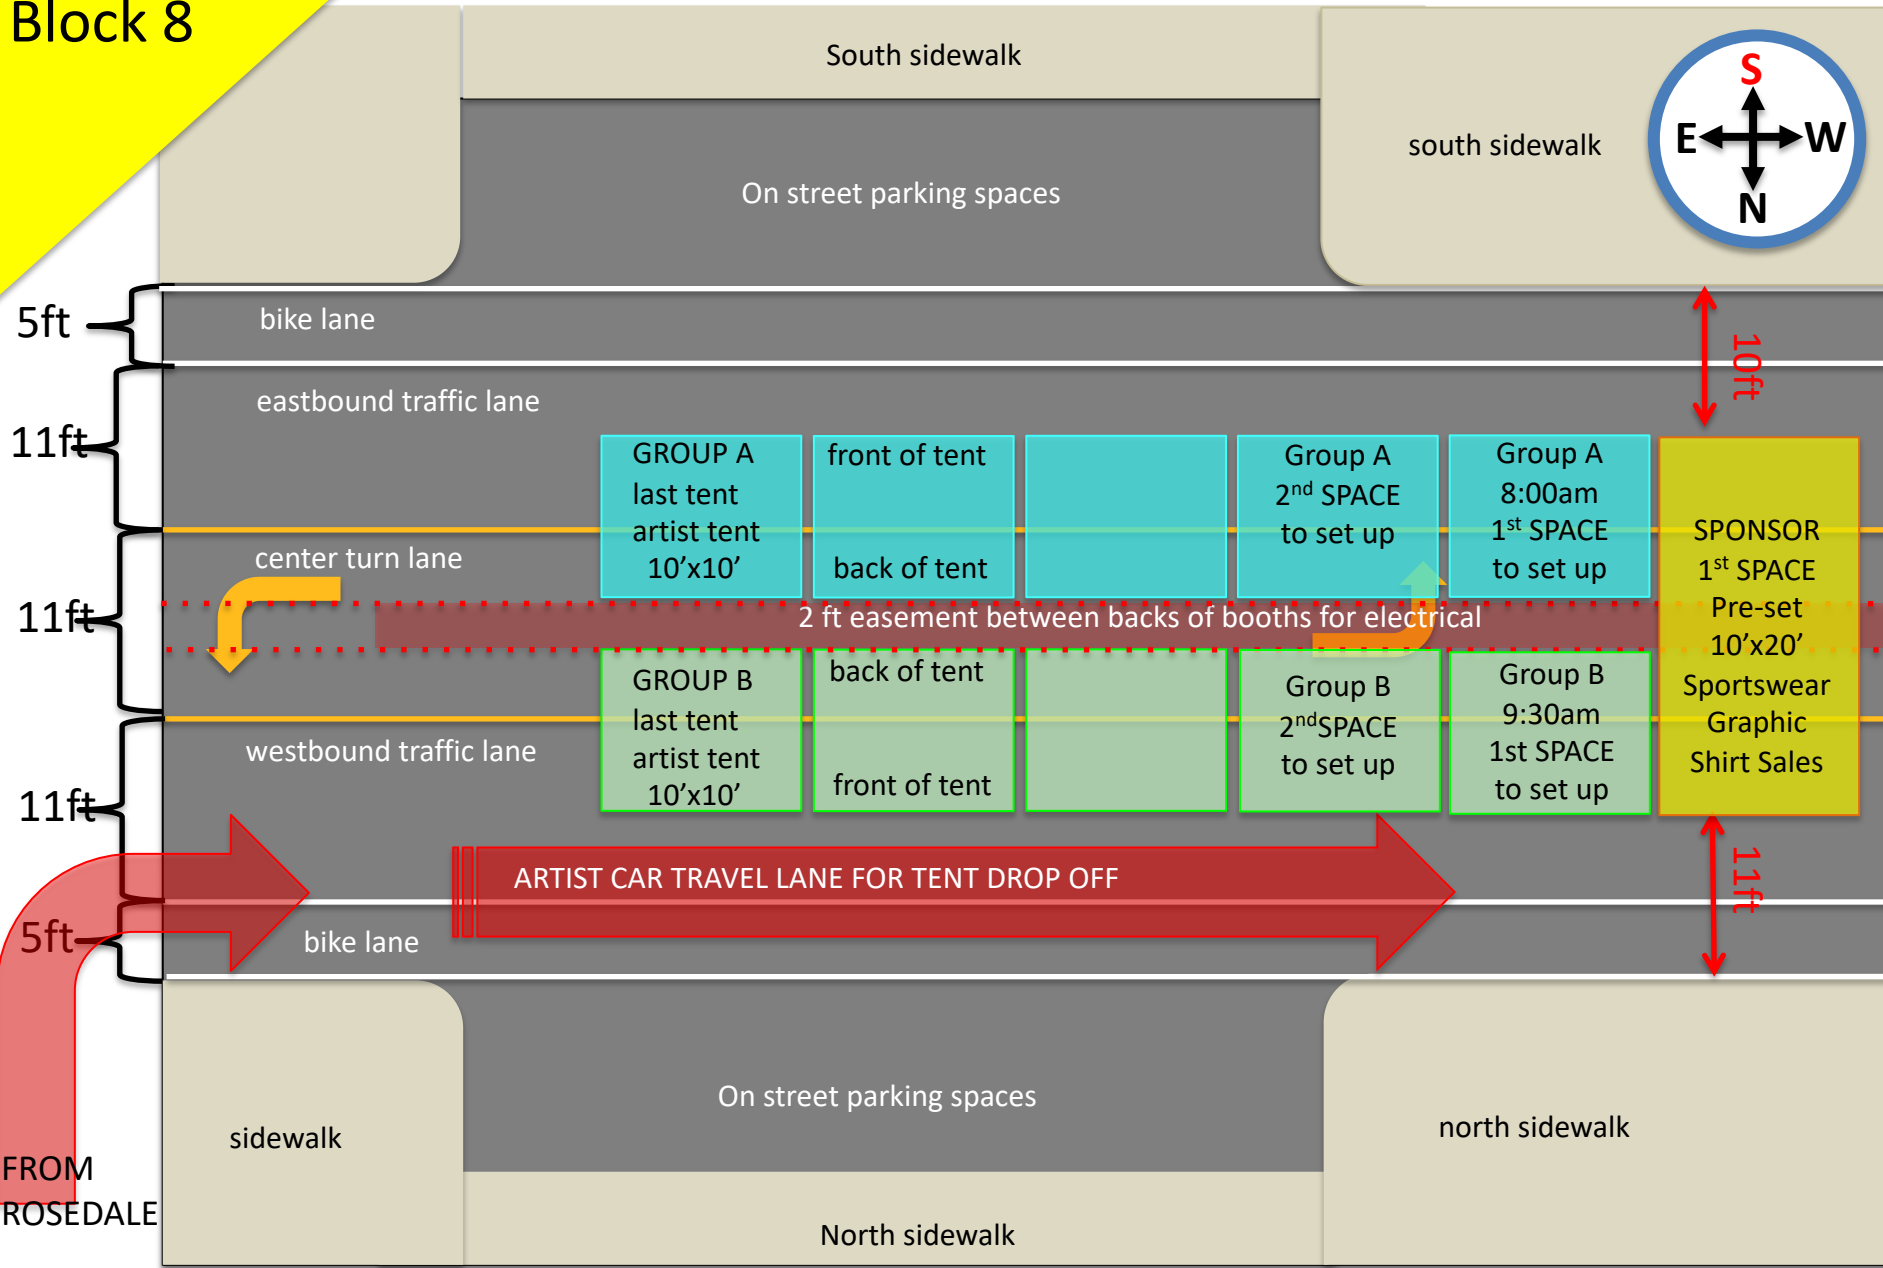 Block 8
South sidewalk
south sidewalk
S
E W
N
On street parking spaces
5ft
bike lane
10ft
eastbound traffic lane
11ft
GROUP A
last tent
artist tent
10’x10’
front of tent
back of tent
Group A
2nd SPACE
to set up
Group A
8:00am
1st SPACE
to set up
SPONSOR
1st SPACE
Pre-set
10’x20’
Sportswear
Graphic
Shirt Sales
center turn lane
11ft
2 ft easement between backs of booths for electrical
GROUP B
last tent
artist tent
10’x10’
back of tent
front of tent
Group B
2ndSPACE
to set up
Group B
9:30am
1st SPACE
to set up
westbound traffic lane
11ft
ARTIST CAR TRAVEL LANE FOR TENT DROP OFF
11ft
5ft
bike lane
On street parking spaces
sidewalk
north sidewalk
FROM
ROSEDALE
North sidewalk